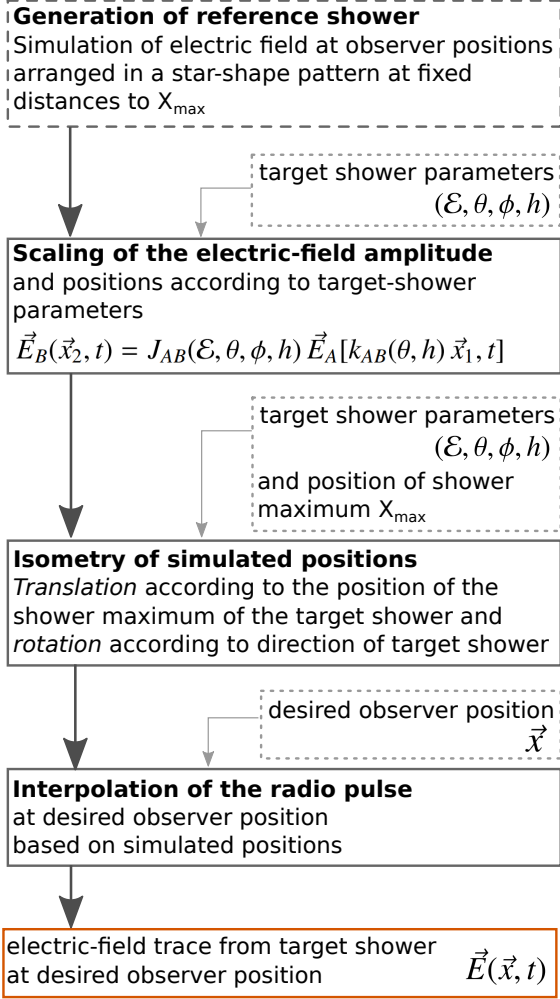 Generation of reference shower
Simulation of electric field at observer positions
arranged in a star-shape pattern at fixed
distances to Xmax
target shower parameters
(ℰ, θ, ϕ, h)
Scaling of the electric-field amplitude
and positions according to target-shower
parameters
E⃗_B(x⃗_2, t) = J_AB(ℰ, θ, ϕ, h) E⃗_A[k_AB(θ, h) x⃗_1, t]
target shower parameters
(ℰ, θ, ϕ, h)
and position of shower
maximum Xmax
Isometry of simulated positions
Translation according to the position of the
shower maximum of the target shower and
rotation according to direction of target shower
desired observer position
x⃗
Interpolation of the radio pulse
at desired observer position
based on simulated positions
electric-field trace from target shower
at desired observer position E⃗(x⃗, t)